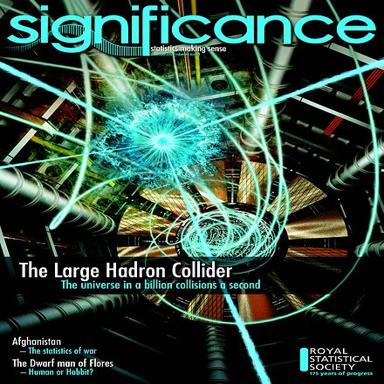 significance
statistics making sense
The Large Hadron Collider
The universe in a billion collisions a second
Afghanistan
– The statistics of war
The Dwarf man of Flores
– Human or Hobbit?
ROYAL
STATISTICAL
SOCIETY
175 years of progress